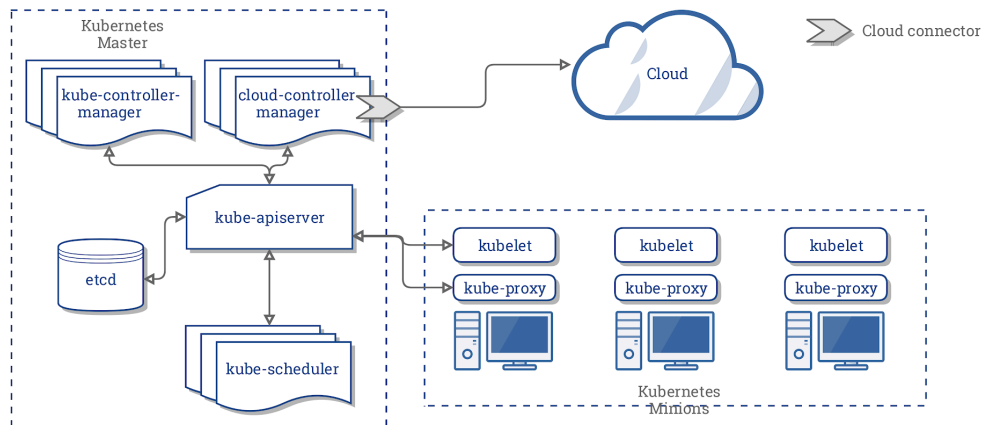 Kubernetes
Master
Cloud connector
Cloud
kube-controller-
manager
cloud-controller
manager
kube-apiserver
etcd
kube-scheduler
kubelet
kubelet
kubelet
kube-proxy
kube-proxy
kube-proxy
Kubernetes
Minions